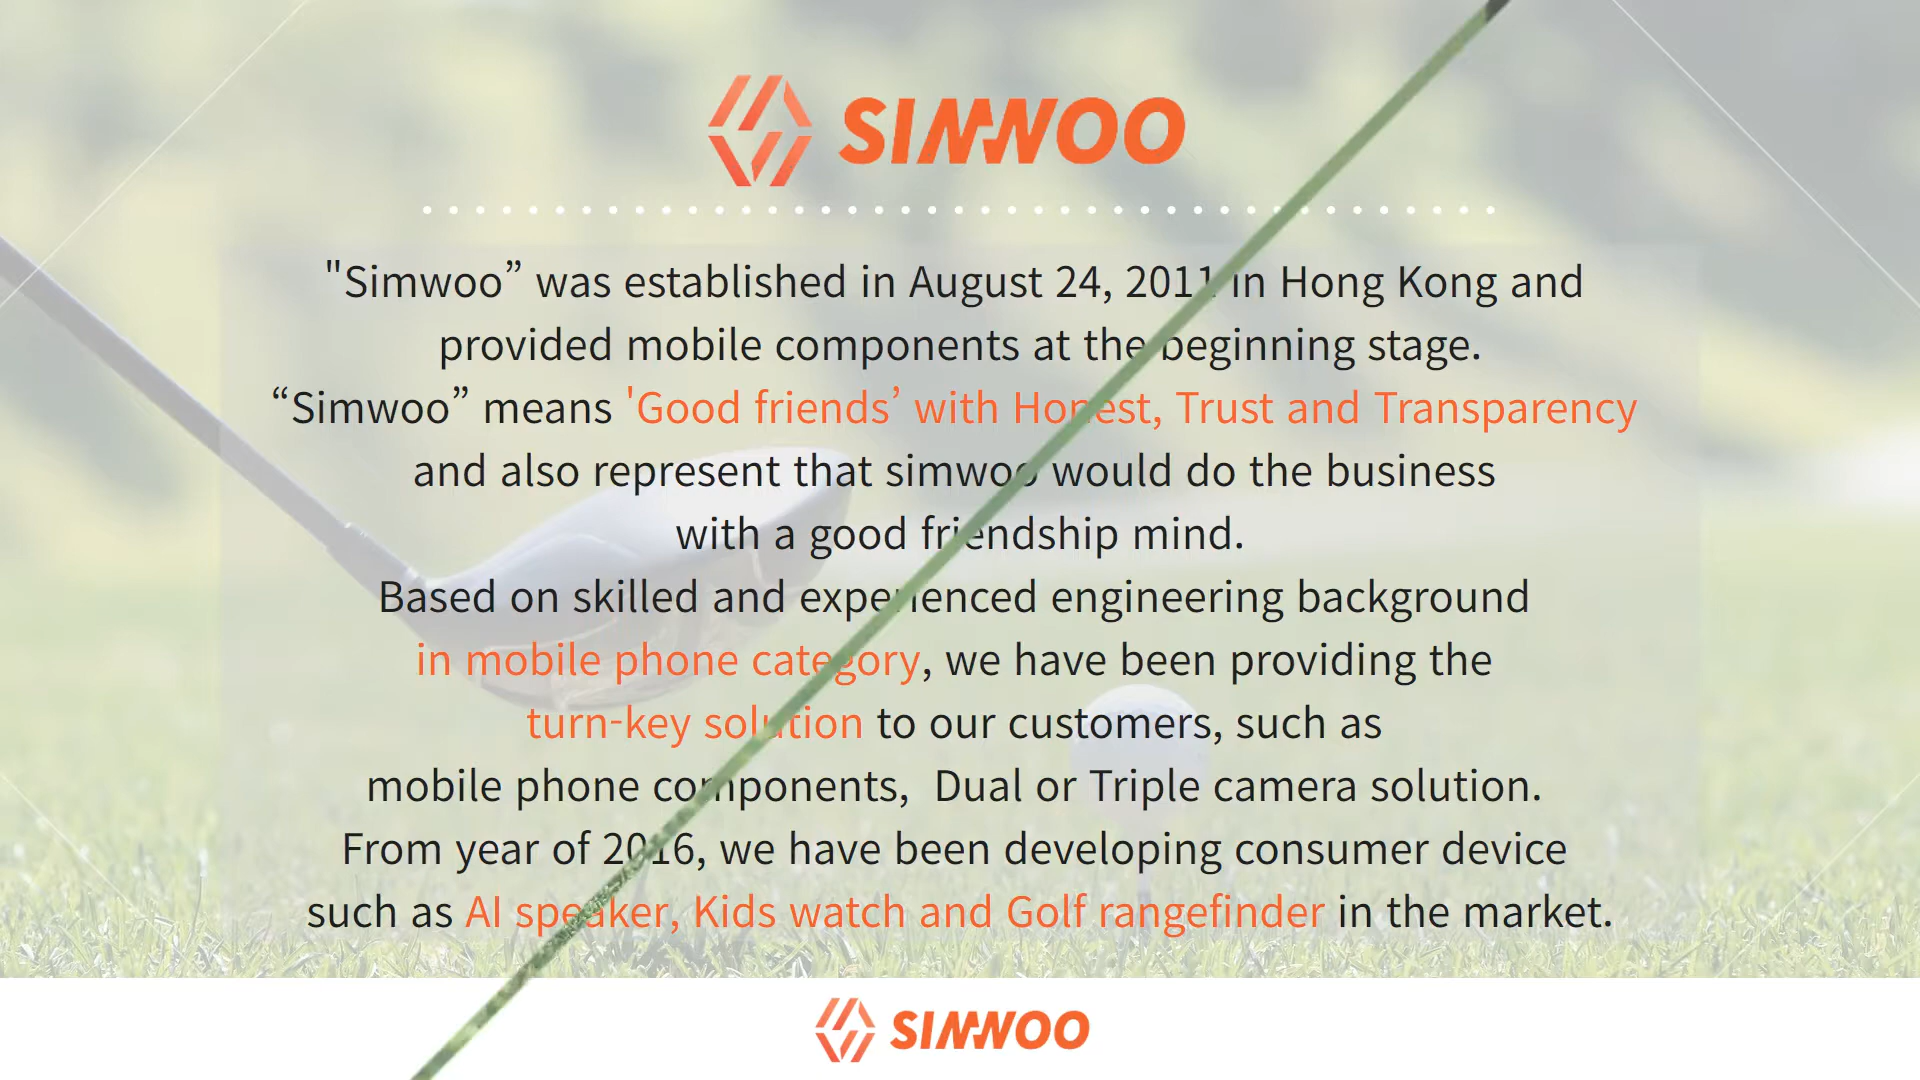 SIMWOO
"Simwoo” was established in August 24, 2011 in Hong Kong and
provided mobile components at the beginning stage.
“Simwoo” means 'Good friends’ with Honest, Trust and Transparency
and also represent that simwoo would do the business
with a good friendship mind.
Based on skilled and experienced engineering background
in mobile phone category, we have been providing the
turn-key solution to our customers, such as
mobile phone components,  Dual or Triple camera solution.
From year of 2016, we have been developing consumer device
such as AI speaker, Kids watch and Golf rangefinder in the market.
SIMWOO